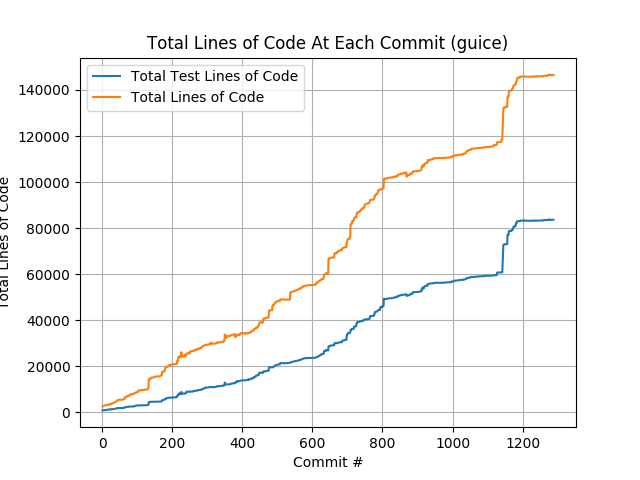 Total Lines of Code At Each Commit (guice)
Total Test Lines of Code
Total Lines of Code
140000
120000
100000
80000
60000
40000
20000
0
Total Lines of Code
0 200 400 600 800 1000 1200
Commit #